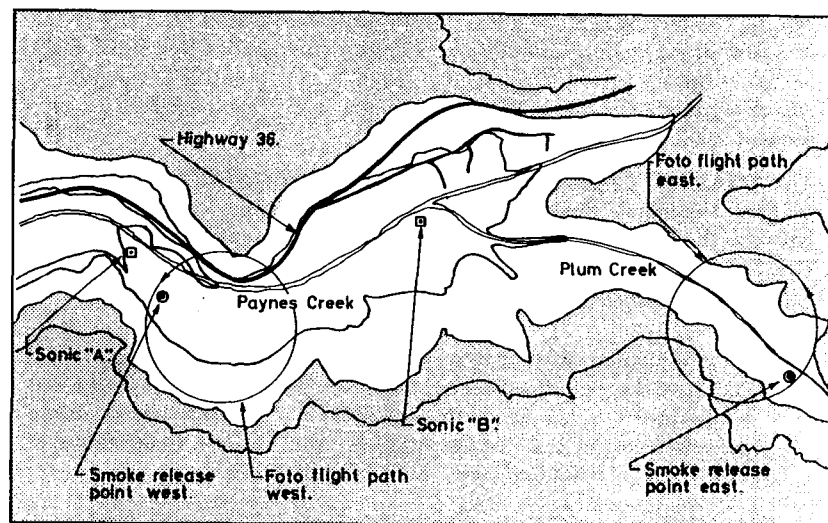 Highway 36.
Foto flight path
east.
Plum Creek
Paynes Creek
Sonic "A".
Sonic "B".
Smoke release
point west.
Foto flight path
west.
Smoke release
point east.